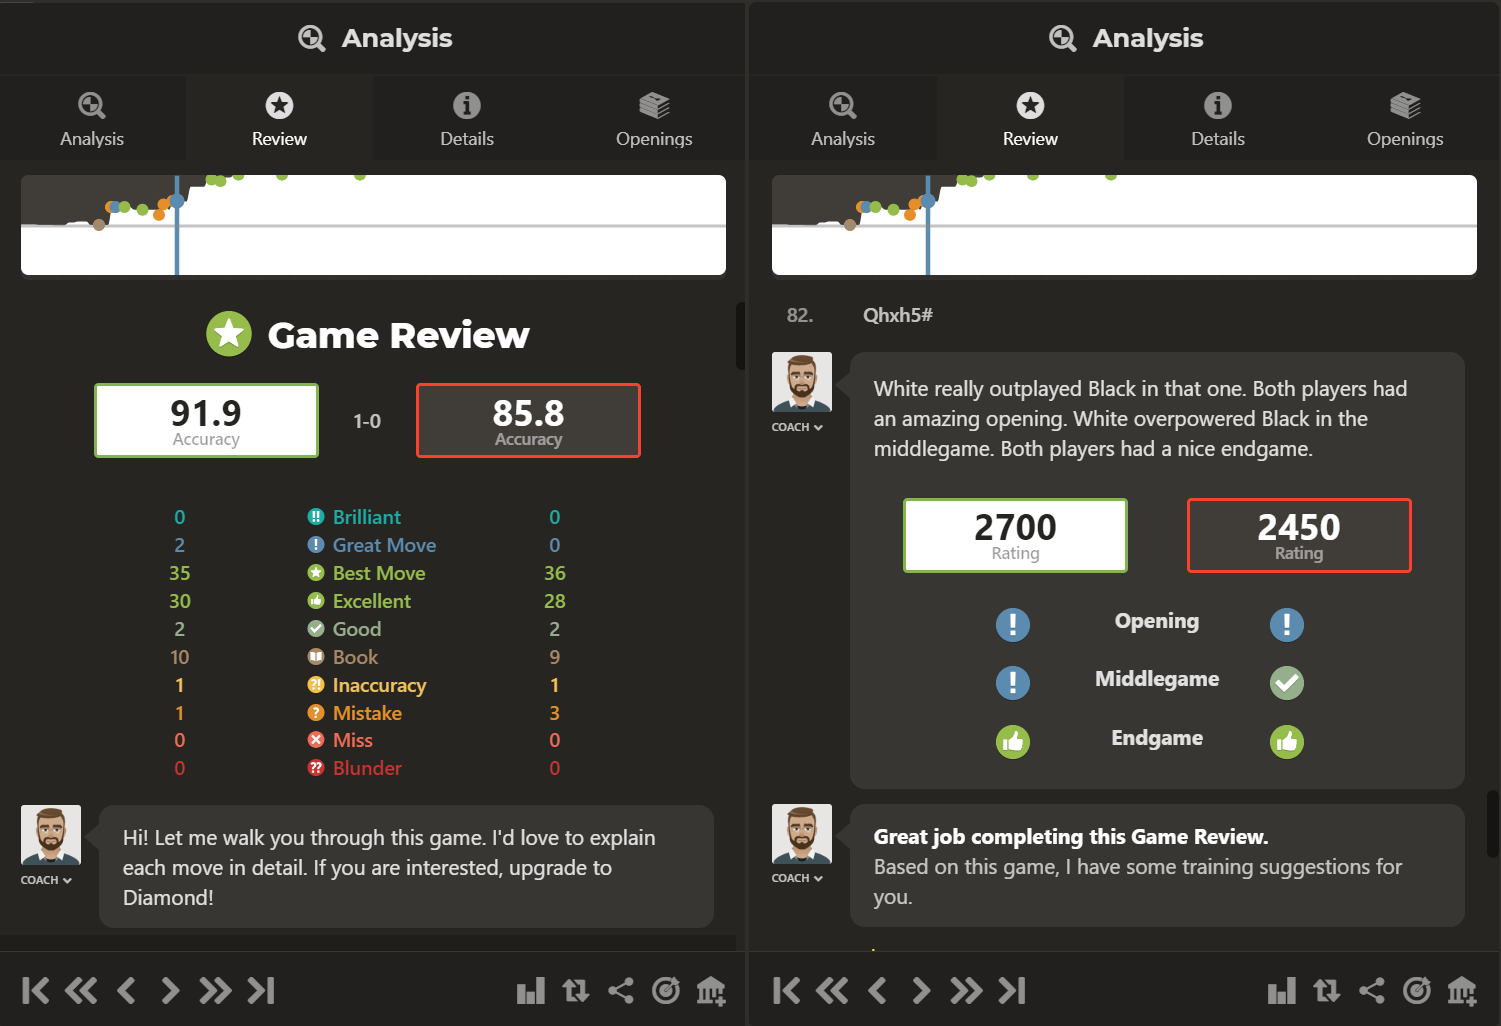 Analysis
Analysis Review Details Openings
Game Review
91.9 1-0 85.8
Accuracy Accuracy
0 !! Brilliant 0
2 ! Great Move 0
35 Best Move 36
30 Excellent 28
2 Good 2
10 Book 9
1 ?! Inaccuracy 1
1 ? Mistake 3
0 Miss 0
0 ?? Blunder 0
Hi! Let me walk you through this game. I'd love to explain
each move in detail. If you are interested, upgrade to
Diamond!
COACH
Analysis
Analysis Review Details Openings
82. Qhxh5#
White really outplayed Black in that one. Both players had
an amazing opening. White overpowered Black in the
middlegame. Both players had a nice endgame.
COACH
2700 2450
Rating Rating
! Opening !
! Middlegame
Endgame
Great job completing this Game Review.
Based on this game, I have some training suggestions for
you.
COACH